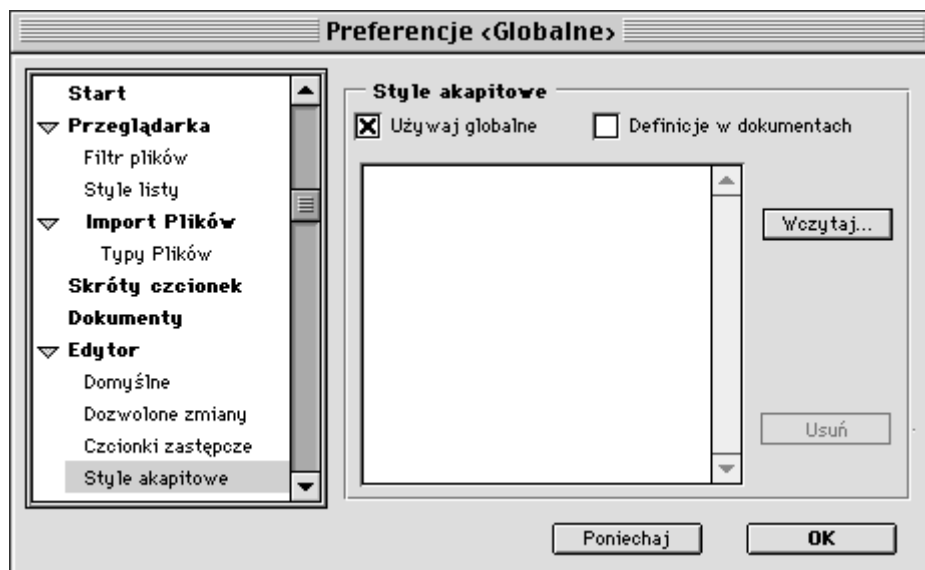 Preferencje <Globalne>
Start
Przeglądarka
Filtr plików
Style listy
Import Plików
Typy Plików
Skróty czcionek
Dokumenty
Edytor
Domyślne
Dozwolone zmiany
Czcionki zastępcze
Style akapitowe
Style akapitowe
Używaj globalne
Definicje w dokumentach
Wczytaj...
Usuń
Poniechaj
OK